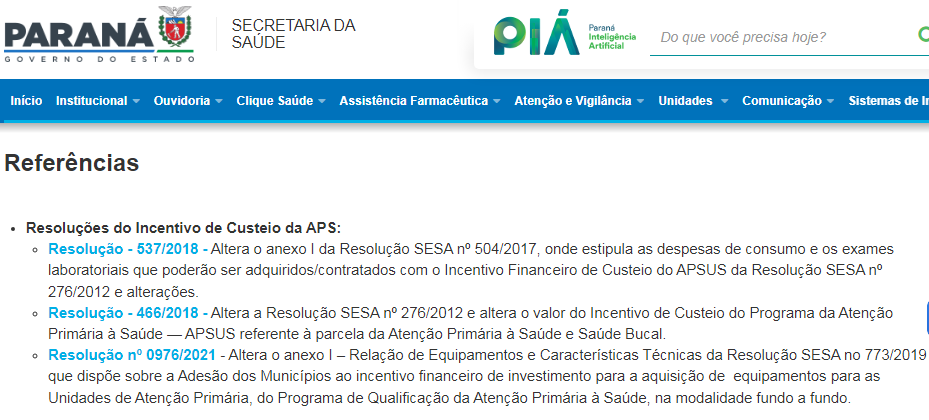 PARANÁ
GOVERNO DO ESTADO
SECRETARIA DA
SAÚDE
PIÁ
Paraná
Inteligência
Artificial
Do que você precisa hoje?
Início Institucional Ouvidoria Clique Saúde Assistência Farmacêutica Atenção e Vigilância Unidades Comunicação Sistemas de
Referências
• Resoluções do Incentivo de Custeio da APS:
Resolução - 537/2018 - Altera o anexo I da Resolução SESA nº 504/2017, onde estipula as despesas de consumo e os exames
laboratoriais que poderão ser adquiridos/contratados com o Incentivo Financeiro de Custeio do APSUS da Resolução SESA nº
276/2012 e alterações.
Resolução - 466/2018 - Altera a Resolução SESA nº 276/2012 e altera o valor do Incentivo de Custeio do Programa da Atenção
Primária à Saúde — APSUS referente à parcela da Atenção Primária à Saúde e Saúde Bucal.
Resolução nº 0976/2021 - Altera o anexo I – Relação de Equipamentos e Características Técnicas da Resolução SESA no 773/2019
que dispõe sobre a Adesão dos Municípios ao incentivo financeiro de investimento para a aquisição de equipamentos para as
Unidades de Atenção Primária, do Programa de Qualificação da Atenção Primária à Saúde, na modalidade fundo a fundo.